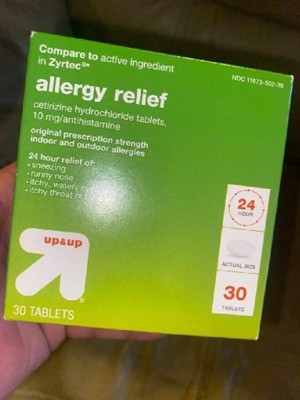 Compare to active ingredient
in Zyrtec®
NDC 11673-902-39
allergy relief
cetirizine hydrochloride tablets,
10 mg/antihistamine
original prescription strength
indoor and outdoor allergies
24 hour relief of:
• sneezing
• runny nose
• itchy, watery
• itchy throat or
24
HOUR
ACTUAL SIZE
30
TABLETS
up&up
30 TABLETS